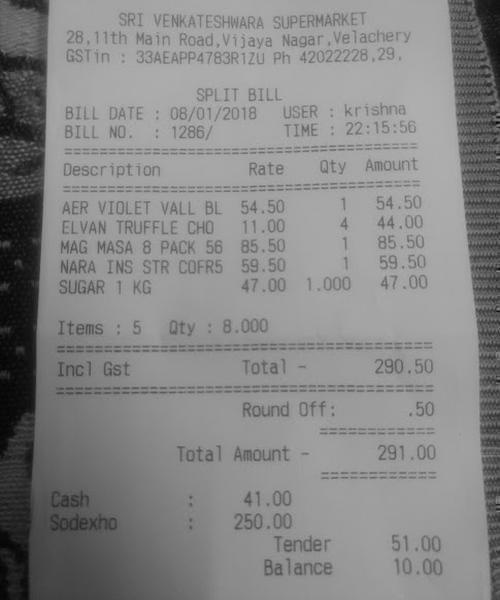 SRI VENKATESHWARA SUPERMARKET
28,11th Main Road,Vijaya Nagar,Velachery
GSTin : 33AEAPP4783R1ZU Ph 42022228,29,
SPLIT BILL
BILL DATE : 08/01/2018 USER : krishna
BILL NO. : 1286/ TIME : 22:15:56
========================================
Description Rate Qty Amount
========================================
AER VIOLET VALL BL 54.50 1 54.50
ELVAN TRUFFLE CHO 11.00 4 44.00
MAG MASA 8 PACK 56 85.50 1 85.50
NARA INS STR COFR5 59.50 1 59.50
SUGAR 1 KG 47.00 1.000 47.00
Items : 5 Qty : 8.000
========================================
Incl Gst Total - 290.50
========================================
Round Off: .50
============
Total Amount - 291.00
============
Cash : 41.00
Sodexho : 250.00
Tender 51.00
Balance 10.00